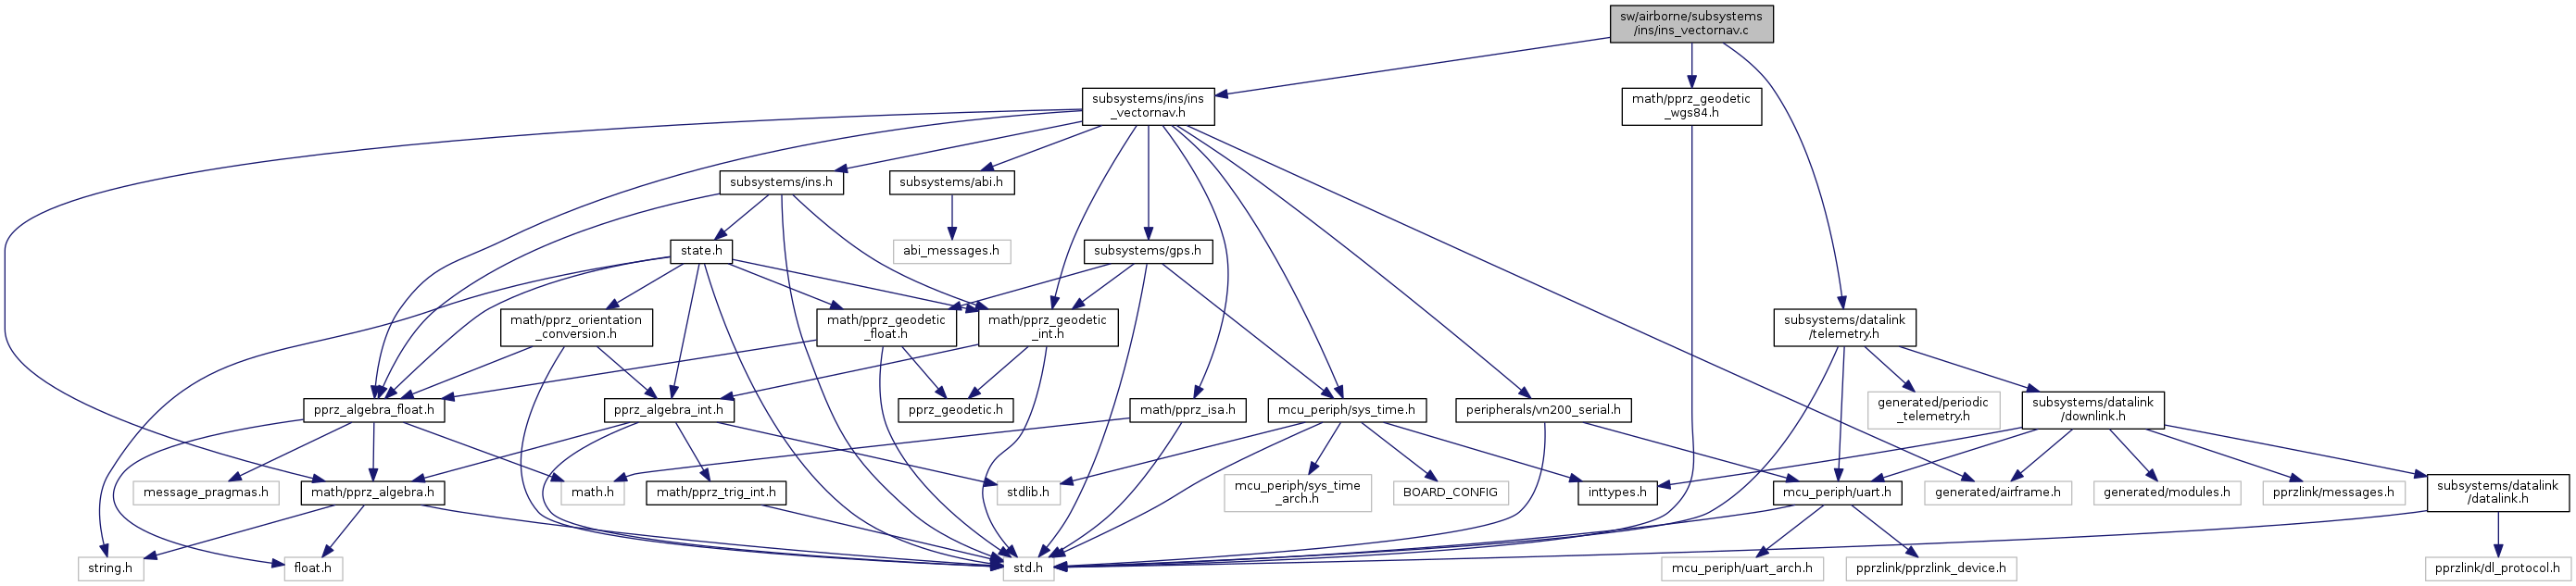 sw/airborne/subsystems
/ins/ins_vectornav.c
subsystems/ins/ins
_vectornav.h
math/pprz_geodetic
_wgs84.h
subsystems/ins.h
subsystems/abi.h
state.h
abi_messages.h
subsystems/gps.h
math/pprz_orientation
_conversion.h
math/pprz_geodetic
_float.h
math/pprz_geodetic
_int.h
subsystems/datalink
/telemetry.h
pprz_algebra_float.h
pprz_algebra_int.h
pprz_geodetic.h
math/pprz_isa.h
mcu_periph/sys_time.h
peripherals/vn200_serial.h
generated/periodic
_telemetry.h
subsystems/datalink
/downlink.h
message_pragmas.h
math/pprz_algebra.h
math.h
math/pprz_trig_int.h
stdlib.h
mcu_periph/sys_time
_arch.h
BOARD_CONFIG
inttypes.h
mcu_periph/uart.h
generated/airframe.h
generated/modules.h
pprzlink/messages.h
subsystems/datalink
/datalink.h
string.h
float.h
std.h
mcu_periph/uart_arch.h
pprzlink/pprzlink_device.h
pprzlink/dl_protocol.h